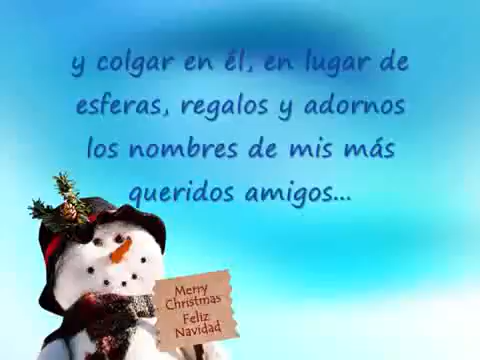 y colgar en él, en lugar de
esferas, regalos y adornos
los nombres de mis más
queridos amigos...
Merry
Christmas
Feliz
Navidad